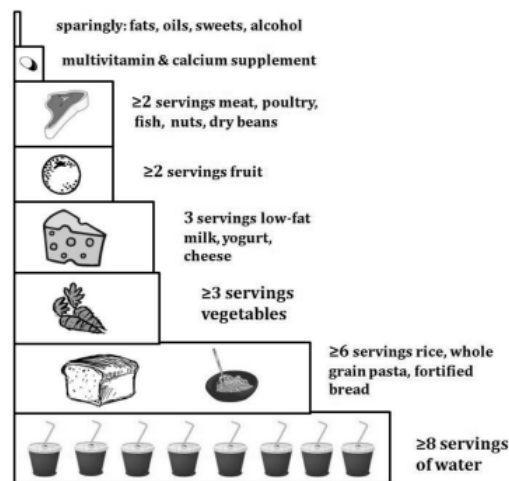 sparingly: fats, oils, sweets, alcohol
multivitamin & calcium supplement
≥2 servings meat, poultry,
fish, nuts, dry beans
≥2 servings fruit
3 servings low-fat
milk, yogurt,
cheese
≥3 servings
vegetables
≥6 servings rice, whole
grain pasta, fortified
bread
≥8 servings
of water